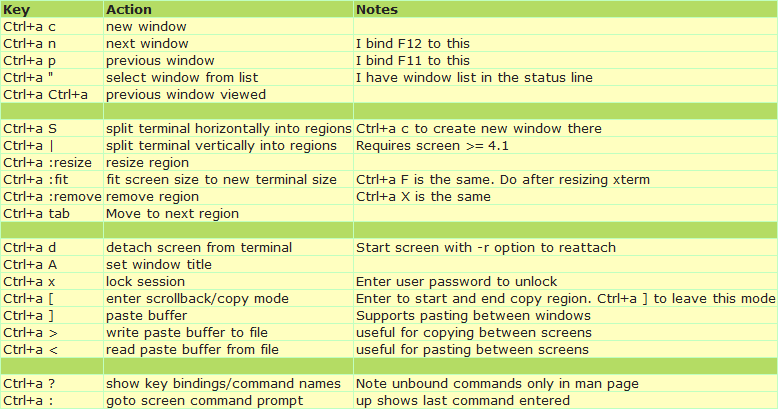 Key Action Notes
Ctrl+a c new window
Ctrl+a n next window I bind F12 to this
Ctrl+a p previous window I bind F11 to this
Ctrl+a " select window from list I have window list in the status line
Ctrl+a Ctrl+a previous window viewed
Ctrl+a S split terminal horizontally into regions Ctrl+a c to create new window there
Ctrl+a | split terminal vertically into regions Requires screen >= 4.1
Ctrl+a :resize resize region
Ctrl+a :fit fit screen size to new terminal size Ctrl+a F is the same. Do after resizing xterm
Ctrl+a :remove remove region Ctrl+a X is the same
Ctrl+a tab Move to next region
Ctrl+a d detach screen from terminal Start screen with -r option to reattach
Ctrl+a A set window title
Ctrl+a x lock session Enter user password to unlock
Ctrl+a [ enter scrollback/copy mode Enter to start and end copy region. Ctrl+a ] to leave this mode
Ctrl+a ] paste buffer Supports pasting between windows
Ctrl+a > write paste buffer to file useful for copying between screens
Ctrl+a < read paste buffer from file useful for pasting between screens
Ctrl+a ? show key bindings/command names Note unbound commands only in man page
Ctrl+a : goto screen command prompt up shows last command entered